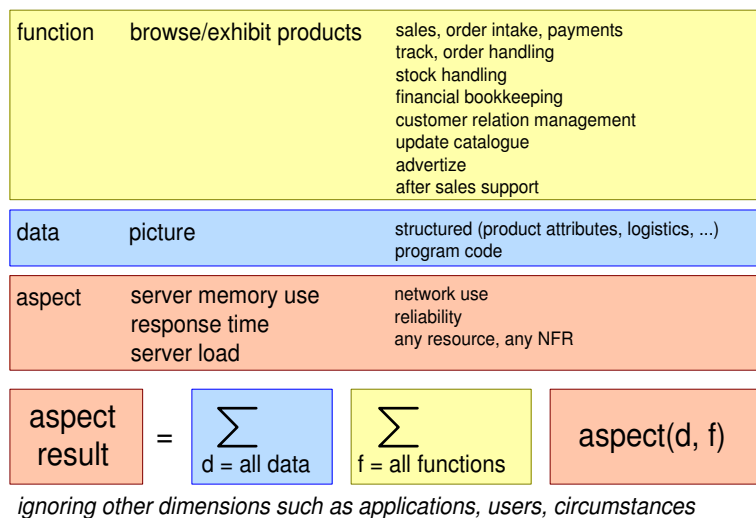 function
browse/exhibit products
sales, order intake, payments
track, order handling
stock handling
financial bookkeeping
customer relation management
update catalogue
advertize
after sales support
data
picture
structured (product attributes, logistics, ...)
program code
aspect
server memory use
response time
server load
network use
reliability
any resource, any NFR
aspect
result
=
∑
d = all data
∑
f = all functions
aspect(d, f)
ignoring other dimensions such as applications, users, circumstances